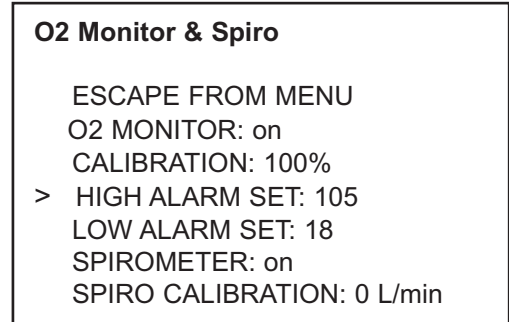 O2 Monitor & Spiro
ESCAPE FROM MENU
O2 MONITOR: on
CALIBRATION: 100%
> HIGH ALARM SET: 105
LOW ALARM SET: 18
SPIROMETER: on
SPIRO CALIBRATION: 0 L/min